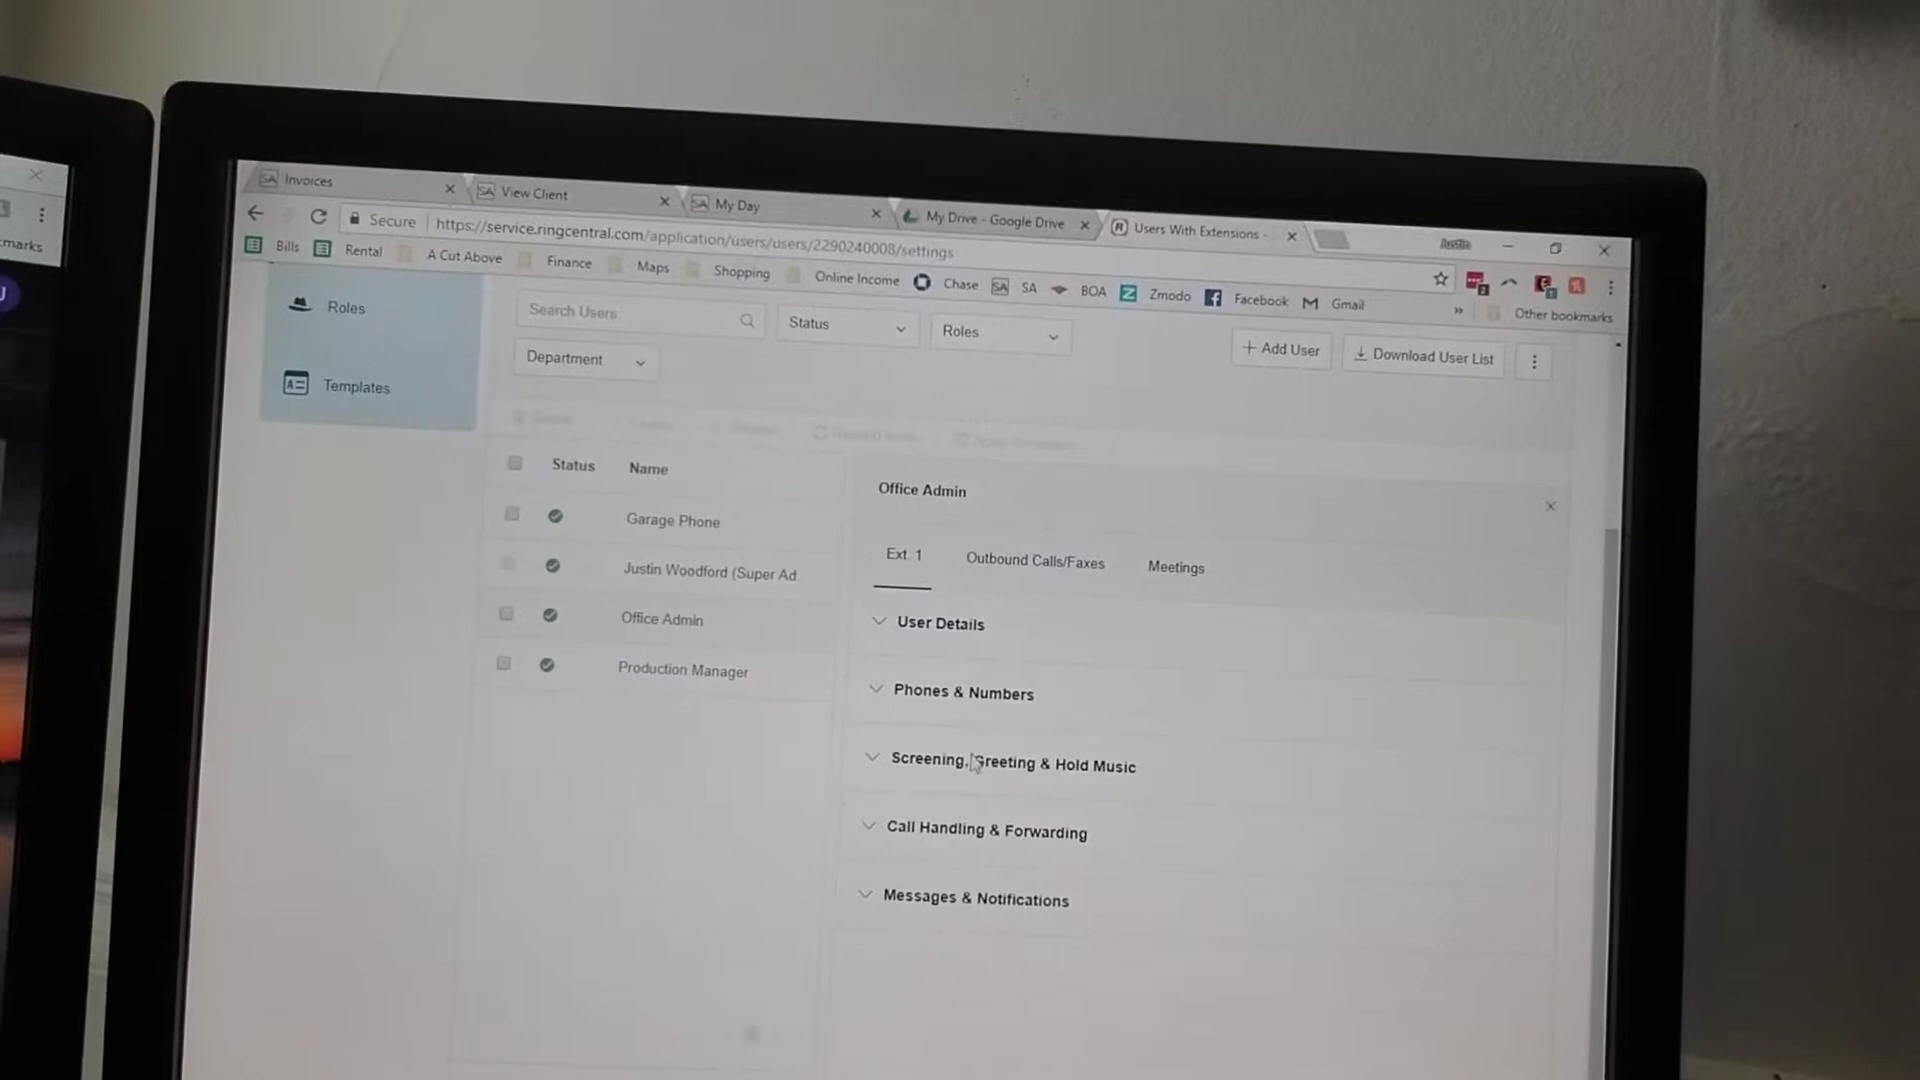 Invoices
View Client
My Day
My Drive - Google Drive
Users With Extensions -
Secure
https://service.ringcentral.com/application/users/users/2290240008/settings
marks
Bills
Rental
A Cut Above
Finance
Maps
Shopping
Online Income
Chase
SA
BOA
Zmodo
Facebook
Gmail
Other bookmarks
Roles
Templates
Search Users
Status
Roles
Department
+ Add User
Download User List
Status
Name
Garage Phone
Justin Woodford (Super Ad
Office Admin
Production Manager
Office Admin
Ext. 1
Outbound Calls/Faxes
Meetings
User Details
Phones & Numbers
Screening, Greeting & Hold Music
Call Handling & Forwarding
Messages & Notifications